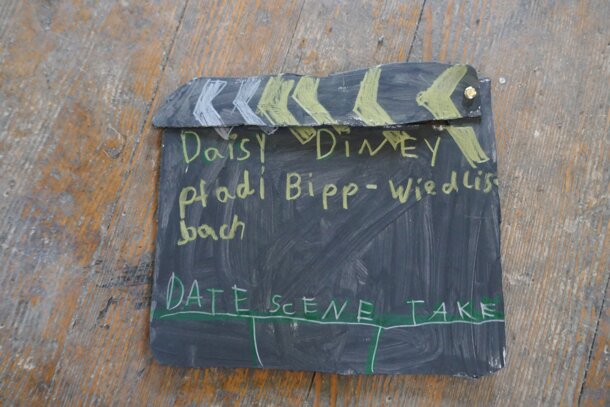 Daisy DINEY
pfadi Bipp-Wiedlis-
bach
DATE SCENE TAKE